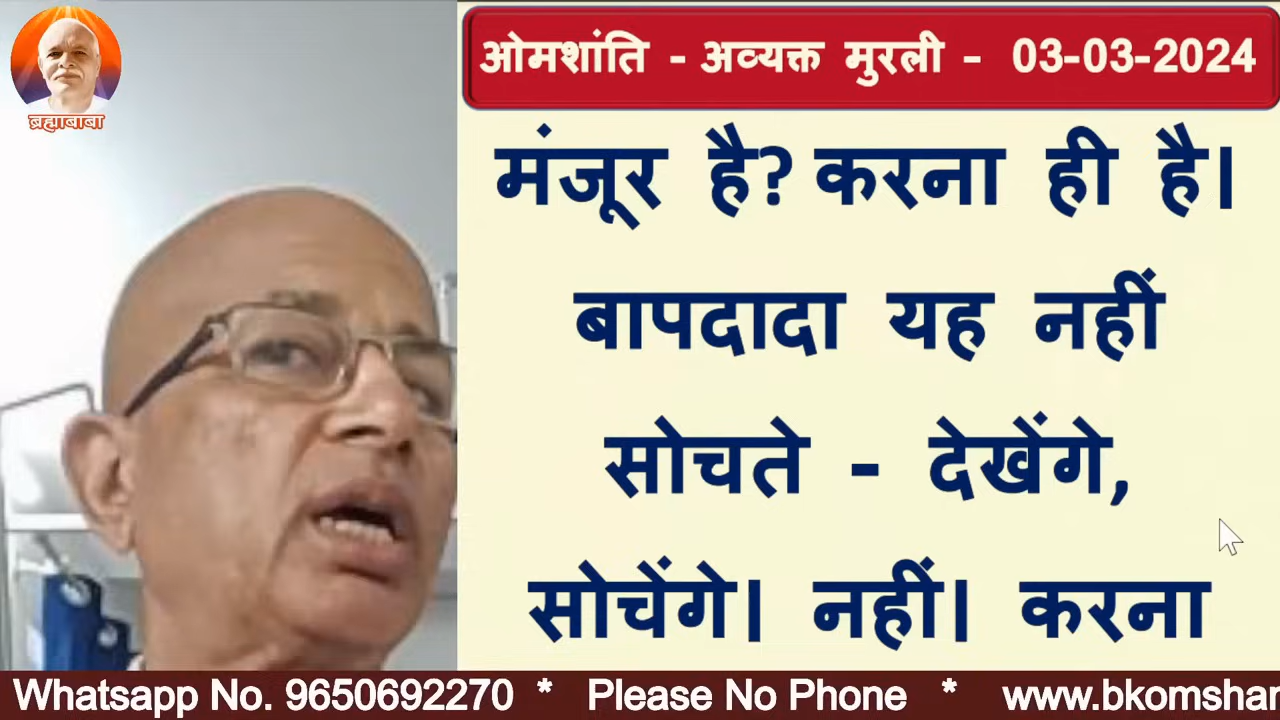 ब्रह्माबाबा
ओमशांति - अव्यक्त मुरली - 03-03-2024
मंजूर है? करना ही है।
बापदादा यह नहीं
सोचते - देखेंगे,
सोचेंगे। नहीं। करना
Whatsapp No. 9650692270 * Please No Phone * www.bkomshan